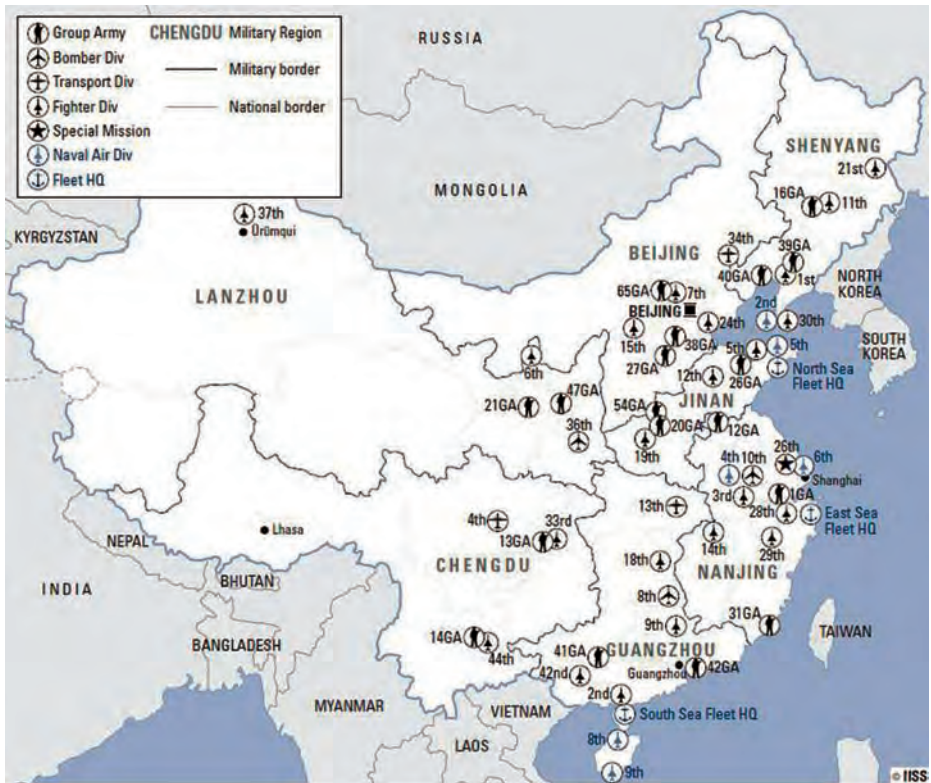 Group Army
Bomber Div
Transport Div
Fighter Div
Special Mission
Naval Air Div
Fleet HQ
CHENGDU Military Region
Military border
National border
RUSSIA
MONGOLIA
SHENYANG
21st
16GA
11th
37th
Ürümqui
KYRGYZSTAN
LANZHOU
BEIJING
34th
39GA
40GA
1st
NORTH
KOREA
65GA
7th
2nd
BEIJING
24th
30th
15th
38GA
5th
5th
SOUTH
KOREA
27GA
12th
26GA
North Sea
Fleet HQ
6th
47GA
21GA
54GA
JINAN
36th
20GA
12GA
19th
26th
4th
10th
6th
Shanghai
3rd
1GA
13th
28th
East Sea
Fleet HQ
4th
33rd
13GA
14th
29th
Lhasa
NEPAL
CHENGDU
18th
NANJING
INDIA
BHUTAN
8th
BANGLADESH
14GA
44th
9th
31GA
TAIWAN
41GA
GUANGZHOU
Guangzhou
42GA
42nd
2nd
MYANMAR
VIETNAM
South Sea Fleet HQ
LAOS
8th
9th
© IISS